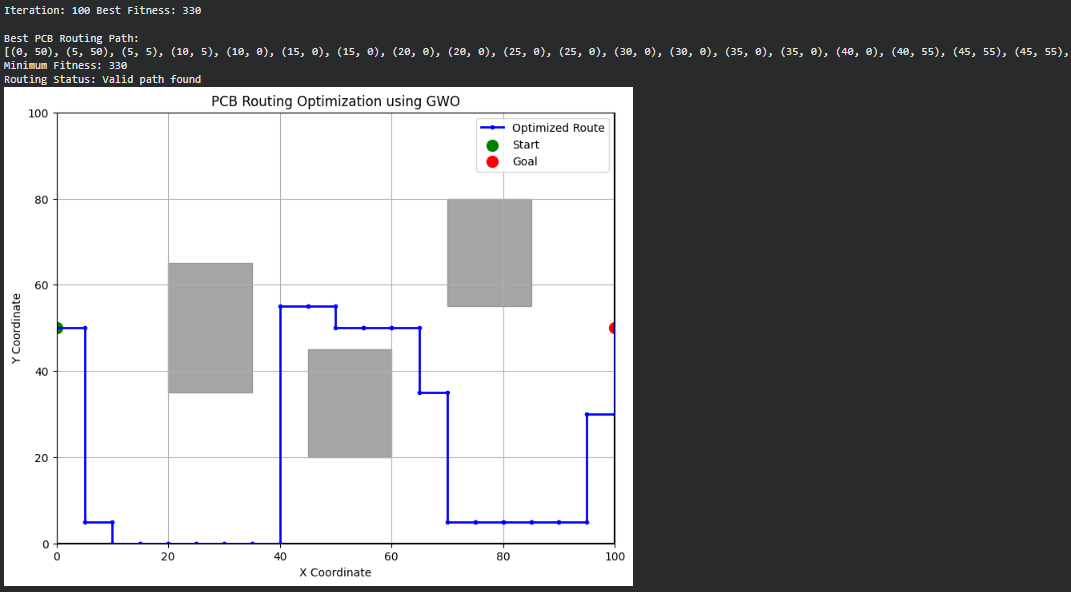 Iteration: 100 Best Fitness: 330
Best PCB Routing Path:
[(0, 50), (5, 50), (5, 5), (10, 5), (10, 0), (15, 0), (15, 0), (20, 0), (20, 0), (25, 0), (25, 0), (30, 0), (30, 0), (35, 0), (35, 0), (40, 0), (40, 55), (45, 55), (45, 55),
Minimum Fitness: 330
Routing Status: Valid path found
PCB Routing Optimization using GWO
Optimized Route
Start
Goal
100
80
60
40
20
0
Y Coordinate
0 20 40 60 80 100
X Coordinate